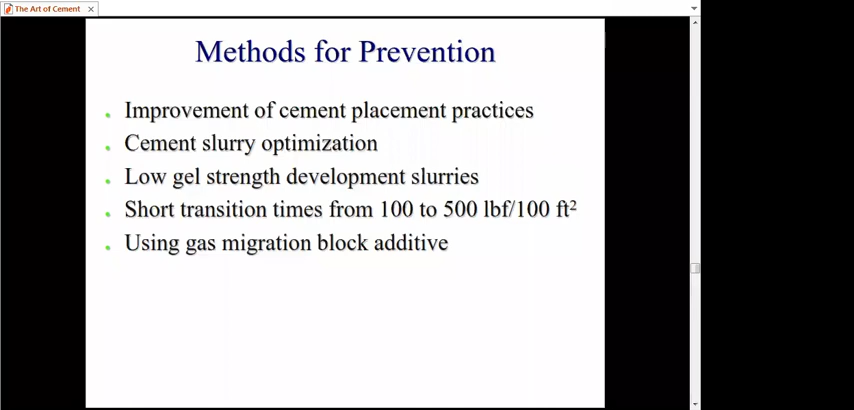 The Art of Cement
Methods for Prevention
Improvement of cement placement practices
Cement slurry optimization
Low gel strength development slurries
Short transition times from 100 to 500 lbf/100 ft²
Using gas migration block additive